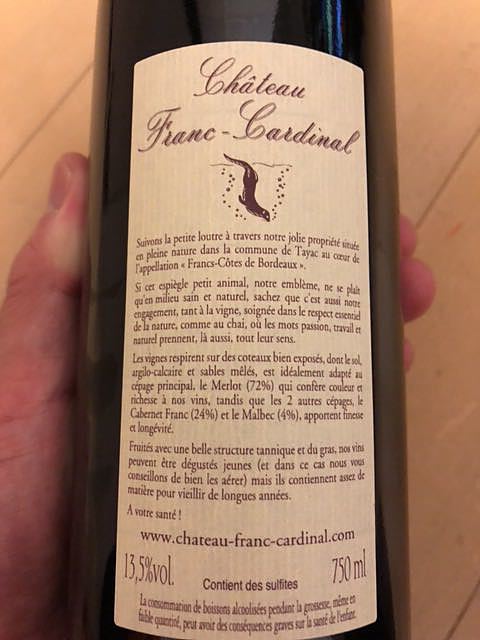 Château
Franc-Cardinal
Suivons la petite loutre à travers notre jolie propriété située
en pleine nature dans la commune de Tayac au cœur de
l'appellation « Francs-Côtes de Bordeaux ».
Si cet espiègle petit animal, notre emblème, ne se plaît
qu'en milieu sain et naturel, sachez que c'est aussi notre
engagement, tant à la vigne, soignée dans le respect essentiel
de la nature, comme au chai, où les mots passion, travail et
naturel prennent, là aussi, tout leur sens.
Les vignes respirent sur des coteaux bien exposés, dont le sol,
argilo-calcaire et sables mêlés, est idéalement adapté au
cépage principal, le Merlot (72%) qui confère couleur et
richesse à nos vins, tandis que les 2 autres cépages, le
Cabernet Franc (24%) et le Malbec (4%), apportent finesse
et longévité.
Fruités avec une belle structure tannique et du gras, nos vins
peuvent être dégustés jeunes (et dans ce cas nous vous
conseillons de bien les aérer) mais ils contiennent assez de
matière pour vieillir de longues années.
A votre santé !
www.chateau-franc-cardinal.com
13,5%vol.
750 ml
Contient des sulfites
La consommation de boissons alcoolisées pendant la grossesse, même en
faible quantité, peut avoir des conséquences graves sur la santé de l'enfant.